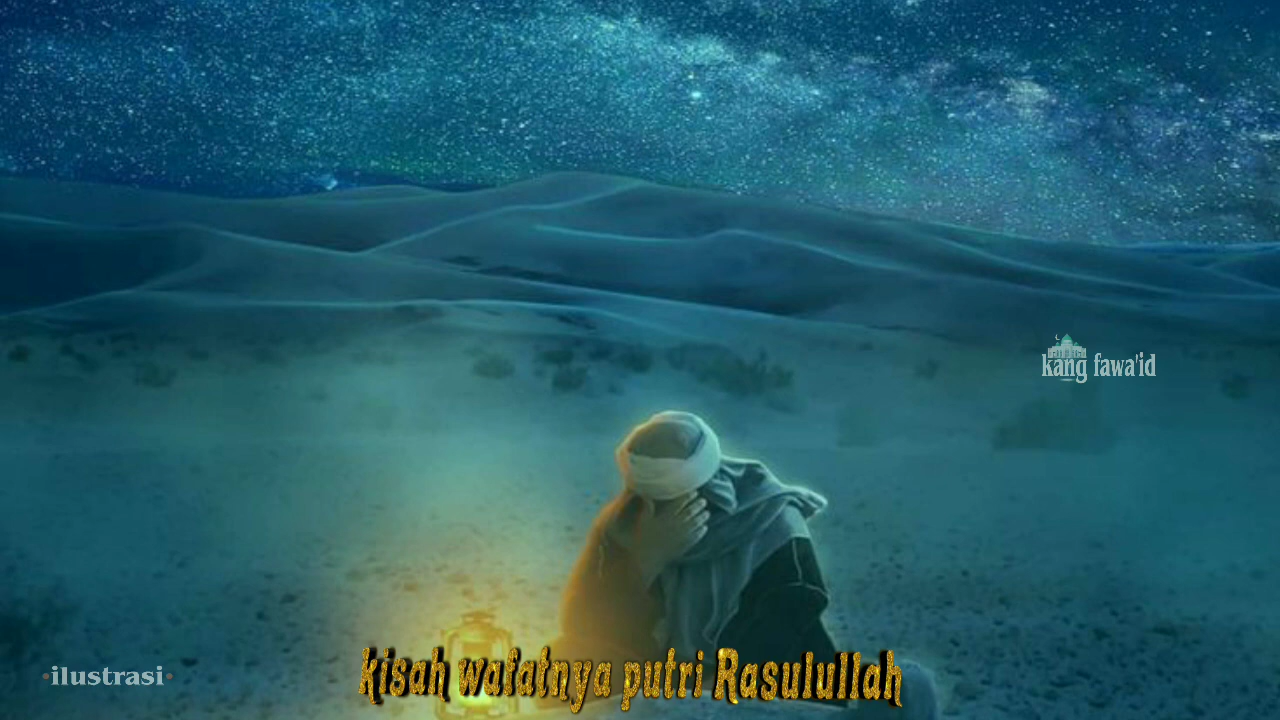 kang fawa'id
•ilustrasi•
kisah wafatnya putri Rasulullah